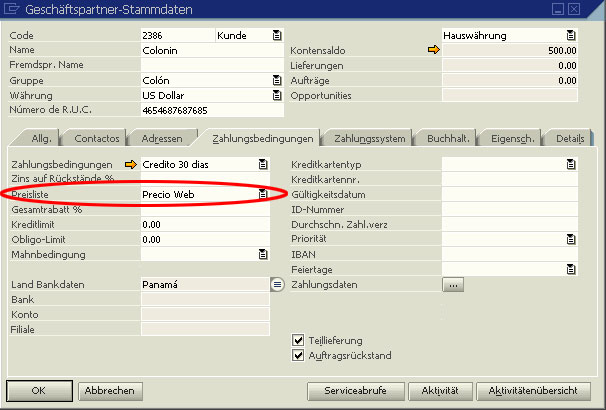 Geschäftspartner-Stammdaten
Code 2386 Kunde Hauswährung
Name Colonin Kontensaldo 500.00
Fremdspr. Name Lieferungen 0.00
Gruppe Colón Aufträge 0.00
Währung US Dollar Opportunities
Número de R.U.C. 4654687687685
Allg. Contactos Adressen Zahlungsbedingungen Zahlungssystem Buchhalt. Eigensch. Details
Zahlungsbedingungen Credito 30 dias Kreditkartentyp
Zins auf Rückstände % Kreditkartennr.
Preisliste Precio Web Gültigkeitsdatum
Gesamtrabatt % ID-Nummer
Kreditlimit 0.00 Durchschn. Zahl.verz
Obligo-Limit 0.00 Priorität
Mahnbedingung IBAN
Feiertage
Land Bankdaten Panamá Zahlungsdaten ...
Bank
Konto
Filiale
Teillieferung
Auftragsrückstand
OK Abbrechen Serviceabrufe Aktivität Aktivitätenübersicht